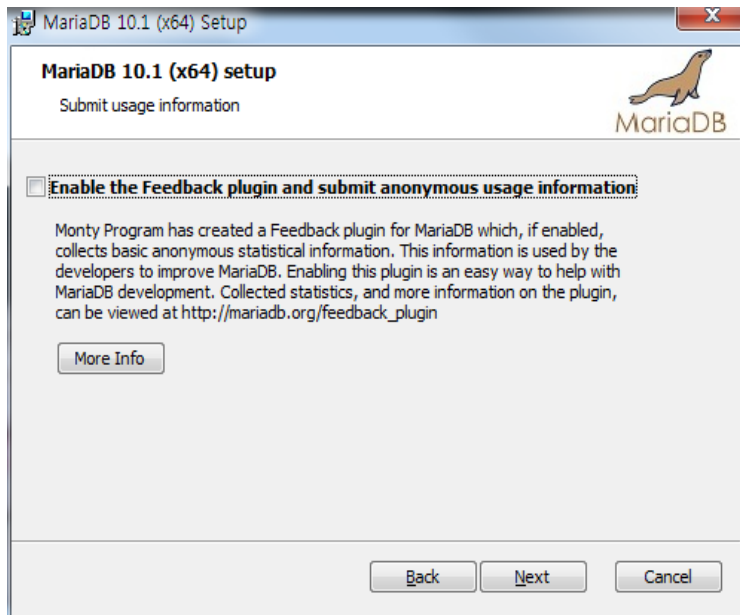 MariaDB 10.1 (x64) Setup
X
MariaDB 10.1 (x64) setup
Submit usage information
MariaDB
Enable the Feedback plugin and submit anonymous usage information
Monty Program has created a Feedback plugin for MariaDB which, if enabled,
collects basic anonymous statistical information. This information is used by the
developers to improve MariaDB. Enabling this plugin is an easy way to help with
MariaDB development. Collected statistics, and more information on the plugin,
can be viewed at http://mariadb.org/feedback_plugin
More Info
Back
Next
Cancel